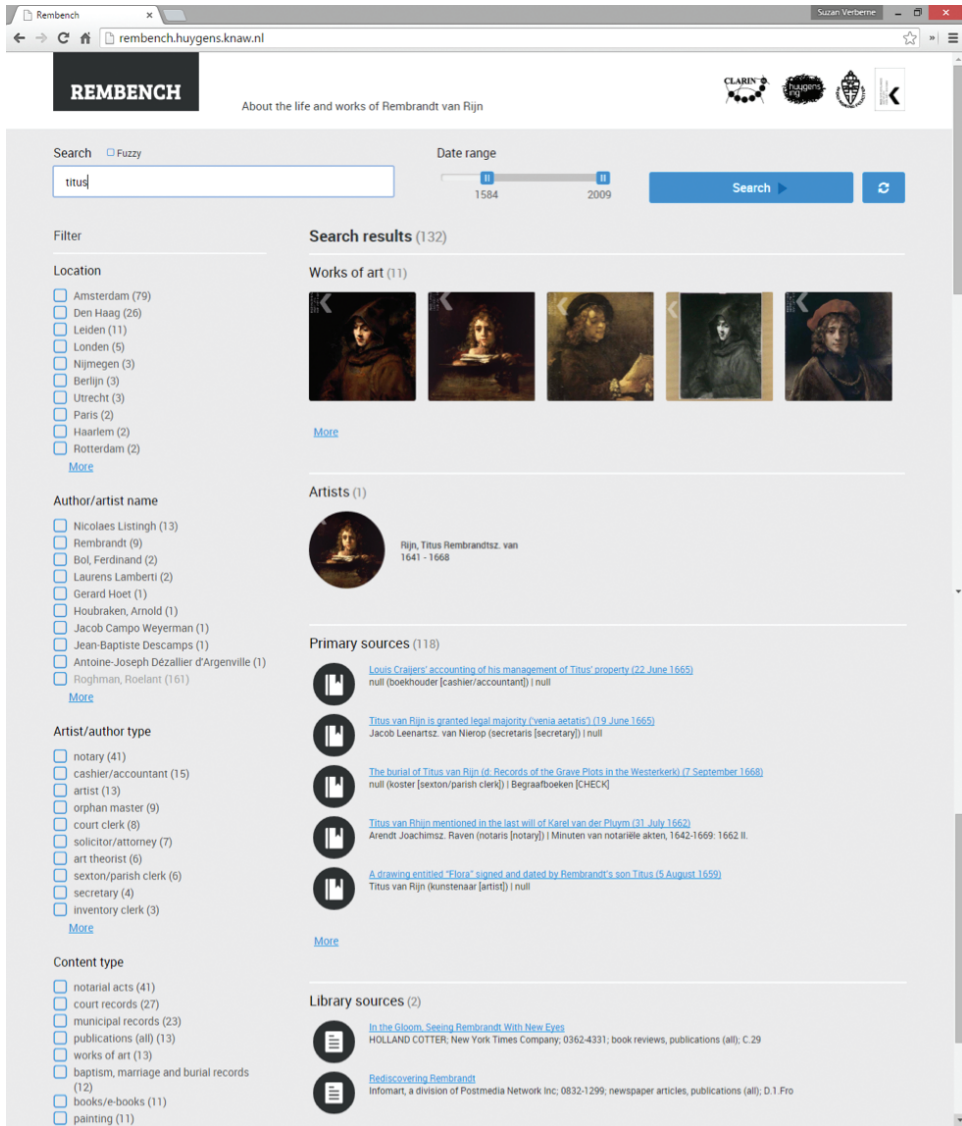 Rembench
Suzan Verberne
rembench.huygens.knaw.nl
REMBENCH
About the life and works of Rembrandt van Rijn
CLARIN
huygens
ing
Search
Fuzzy
Date range
titus
1584
2009
Search
Filter
Location
Amsterdam (79)
Den Haag (26)
Leiden (11)
Londen (5)
Nijmegen (3)
Berlijn (3)
Utrecht (3)
Paris (2)
Haarlem (2)
Rotterdam (2)
More
Author/artist name
Nicolaes Listingh (13)
Rembrandt (9)
Bol, Ferdinand (2)
Laurens Lamberti (2)
Gerard Hoet (1)
Houbraken, Arnold (1)
Jacob Campo Weyerman (1)
Jean-Baptiste Descamps (1)
Antoine-Joseph Dézallier d'Argenville (1)
Roghman, Roelant (161)
More
Artist/author type
notary (41)
cashier/accountant (15)
artist (13)
orphan master (9)
court clerk (8)
solicitor/attorney (7)
art theorist (6)
sexton/parish clerk (6)
secretary (4)
inventory clerk (3)
More
Content type
notarial acts (41)
court records (27)
municipal records (23)
publications (all) (13)
works of art (13)
baptism, marriage and burial records
(12)
books/e-books (11)
painting (11)
Search results (132)
Works of art (11)
More
Artists (1)
Rijn, Titus Rembrandtsz. van
1641 - 1668
Primary sources (118)
Louis Craijers' accounting of his management of Titus' property (22 June 1665)
null (boekhouder [cashier/accountant]) | null
Titus van Rijn is granted legal majority ('venia aetatis') (19 June 1665)
Jacob Leenartsz. van Nierop (secretaris [secretary]) | null
The burial of Titus van Rijn (d: Records of the Grave Plots in the Westerkerk) (7 September 1668)
null (koster [sexton/parish clerk]) | Begraafboeken [CHECK]
Titus van Rhijn mentioned in the last will of Karel van der Pluym (31 July 1662)
Arendt Joachimsz. Raven (notaris [notary]) | Minuten van notariële akten, 1642-1669: 1662 II.
A drawing entitled "Flora" signed and dated by Rembrandt's son Titus (5 August 1659)
Titus van Rijn (kunstenaar [artist]) | null
More
Library sources (2)
In the Gloom, Seeing Rembrandt With New Eyes
HOLLAND COTTER; New York Times Company; 0362-4331; book reviews, publications (all); C.29
Rediscovering Rembrandt
Infomart, a division of Postmedia Network Inc; 0832-1299; newspaper articles, publications (all); D.1.Fro